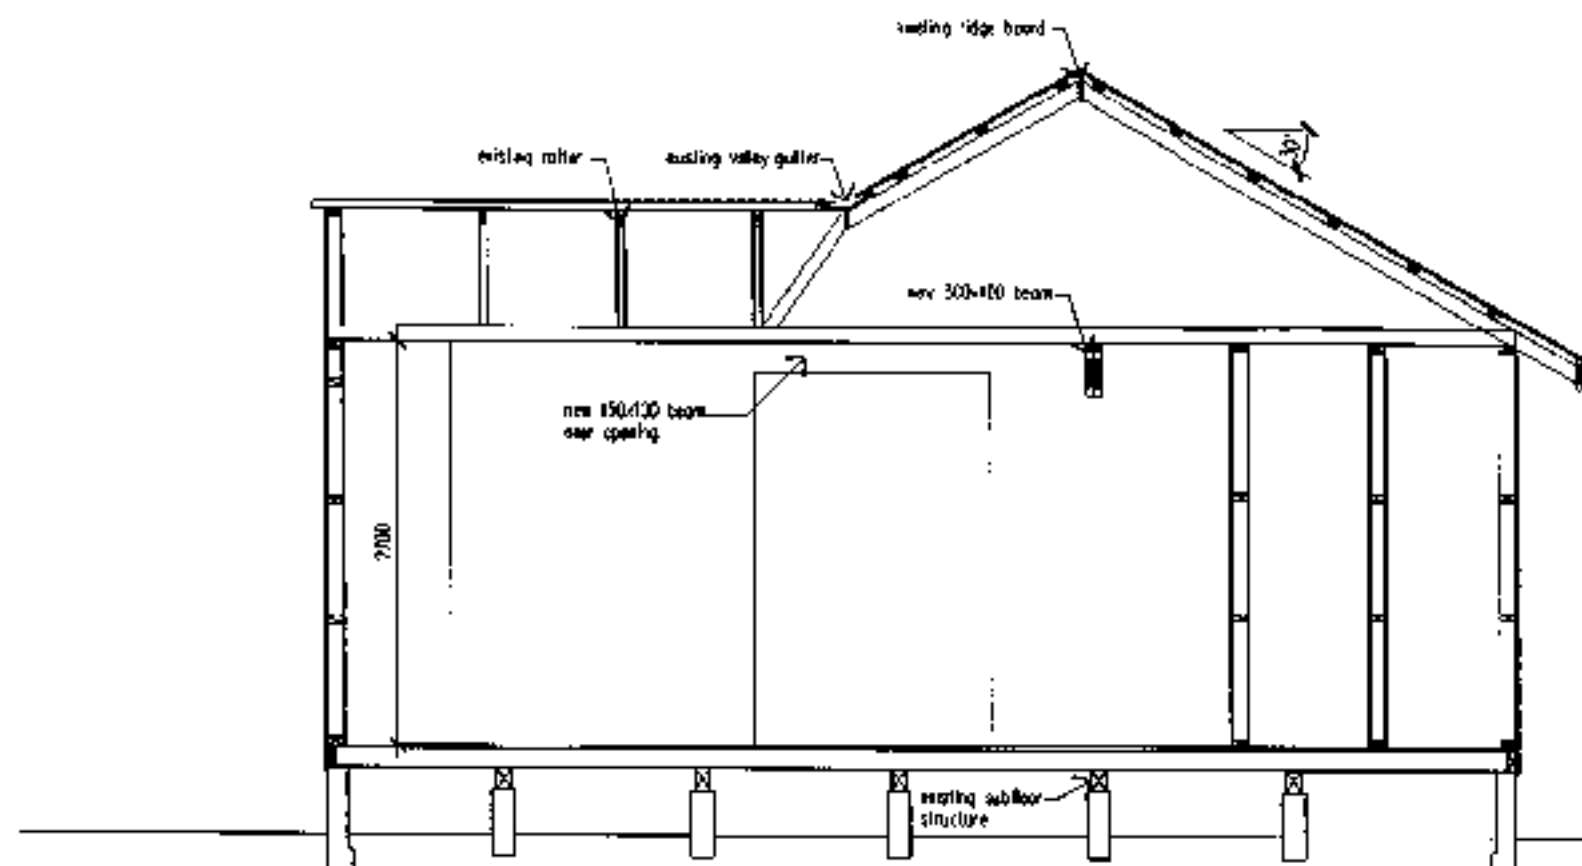 existing ridge board
existing rafter
existing valley gutter
30°
new 300x100 beam
new 150x100 beam
over opening
2700
existing subfloor
structure